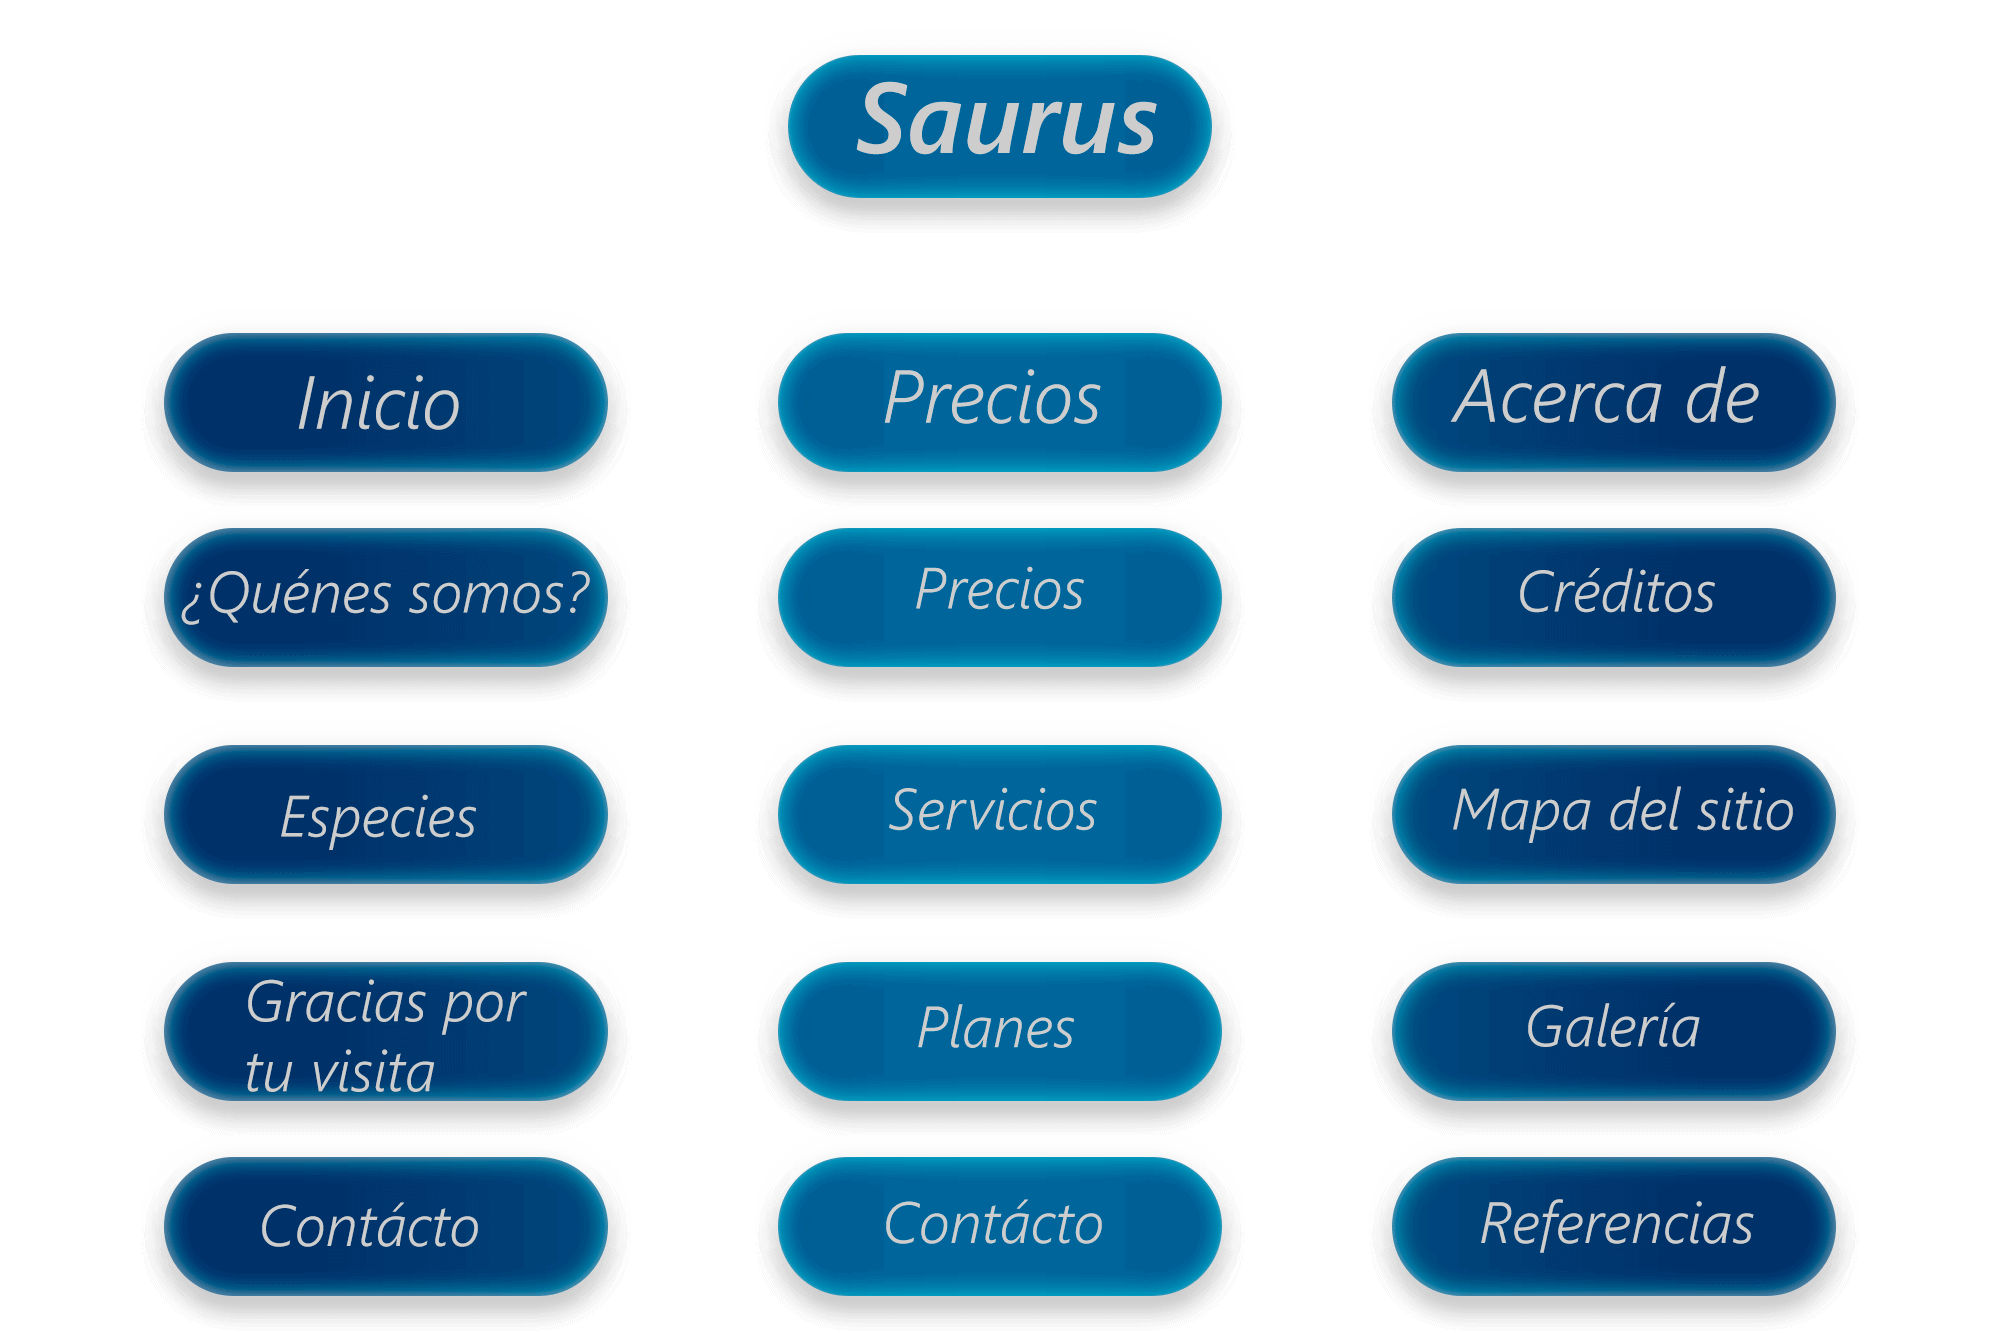 Saurus
Inicio
Precios
Acerca de
¿Quénes somos?
Precios
Créditos
Especies
Servicios
Mapa del sitio
Gracias por
tu visita
Planes
Galería
Contácto
Contácto
Referencias